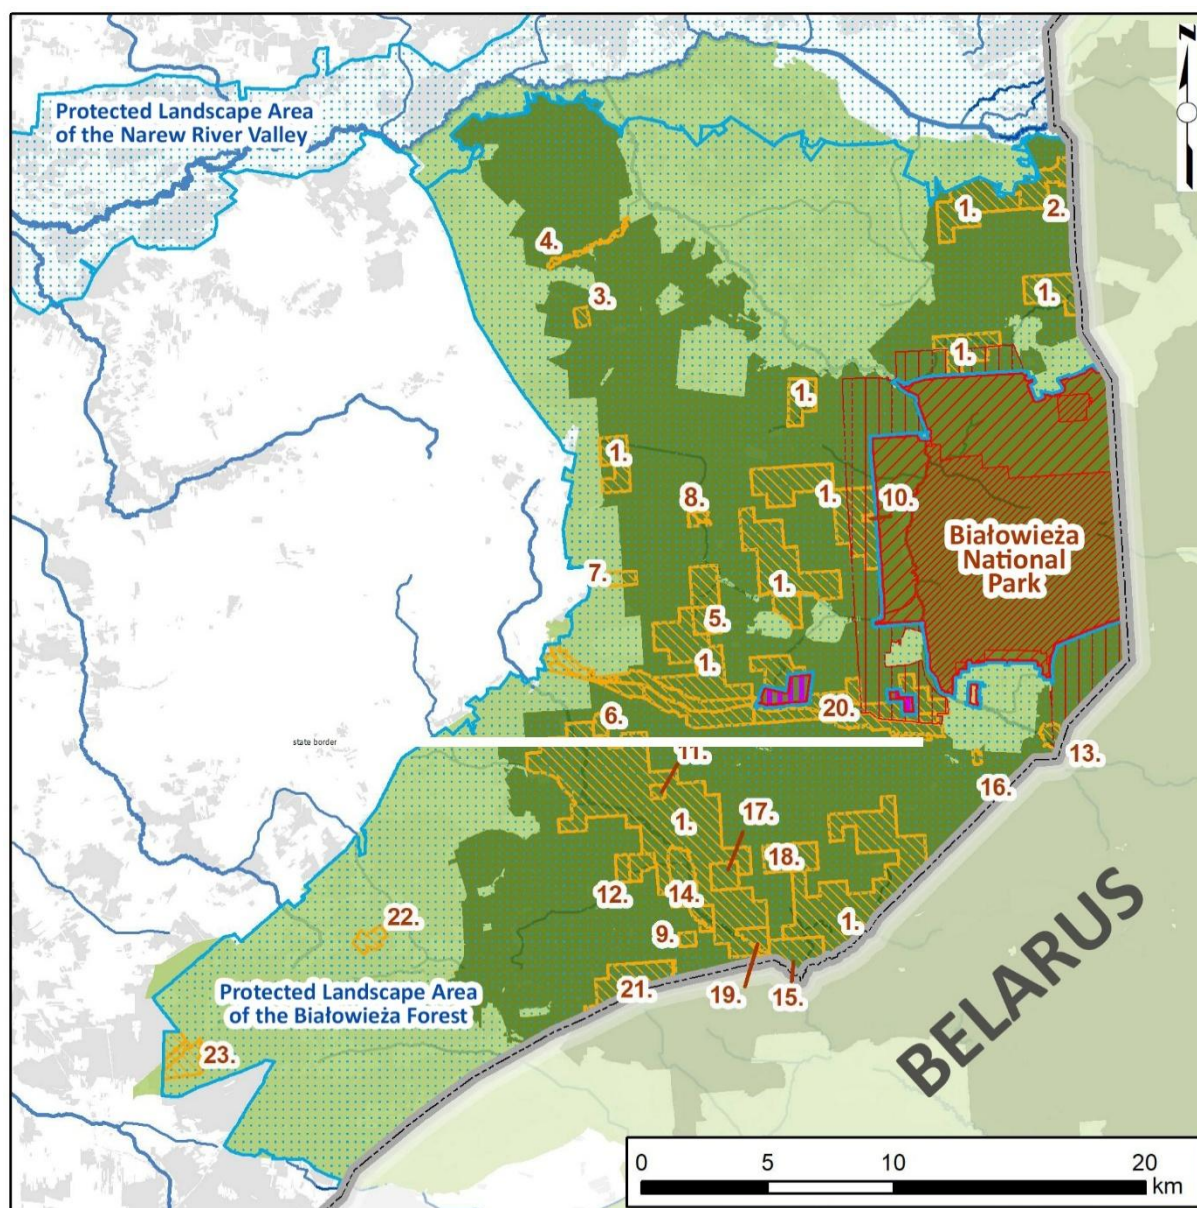 N
Protected Landscape Area
of the Narew River Valley
1.
2.
4.
3.
1.
1.
1.
1.
8.
1.
10.
Białowieża
National
Park
7.
1.
5.
1.
20.
6.
state border
11.
13.
16.
1.
17.
18.
12.
14.
1.
22.
9.
BELARUS
Protected Landscape Area
of the Białowieża Forest
21.
19.
15.
23.
0 5 10 20
km